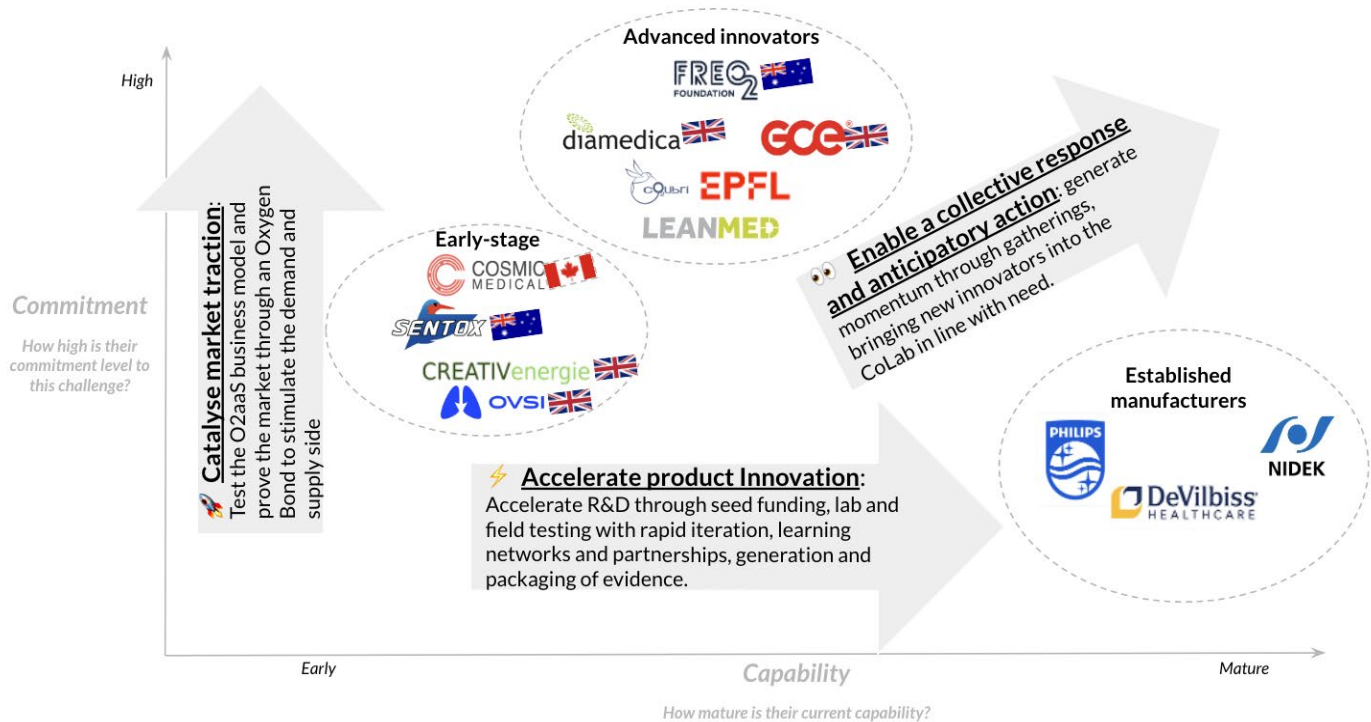 Advanced innovators
High
FREO2
FOUNDATION
diamedica
GCE®
colibri
EPFL
LEANMED
Early-stage
COSMIC
MEDICAL
SENTOX
CREATIVenergie
OVSI
Commitment
How high is their
commitment level to
this challenge?
🚀 Catalyse market traction:
Test the O2aaS business model and
prove the market through an Oxygen
Bond to stimulate the demand and
supply side
👀 Enable a collective response
and anticipatory action: generate
momentum through gatherings,
bringing new innovators into the
CoLab in line with need.
Established
manufacturers
PHILIPS
NIDEK
DeVilbiss®
HEALTHCARE
⚡ Accelerate product Innovation:
Accelerate R&D through seed funding, lab and
field testing with rapid iteration, learning
networks and partnerships, generation and
packaging of evidence.
Early
Capability
Mature
How mature is their current capability?